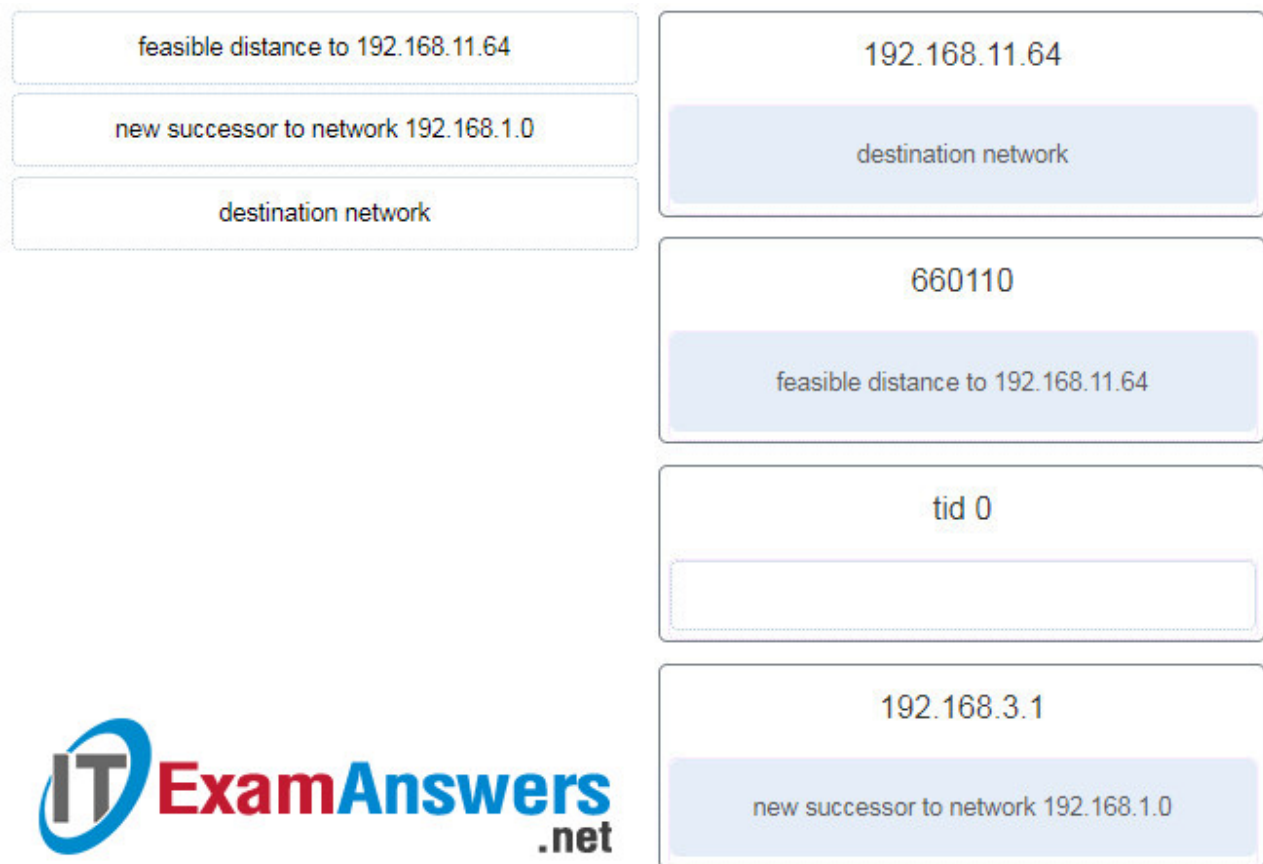 feasible distance to 192.168.11.64
new successor to network 192.168.1.0
destination network
192.168.11.64
destination network
660110
feasible distance to 192.168.11.64
tid 0
192.168.3.1
new successor to network 192.168.1.0
ITExamAnswers
.net